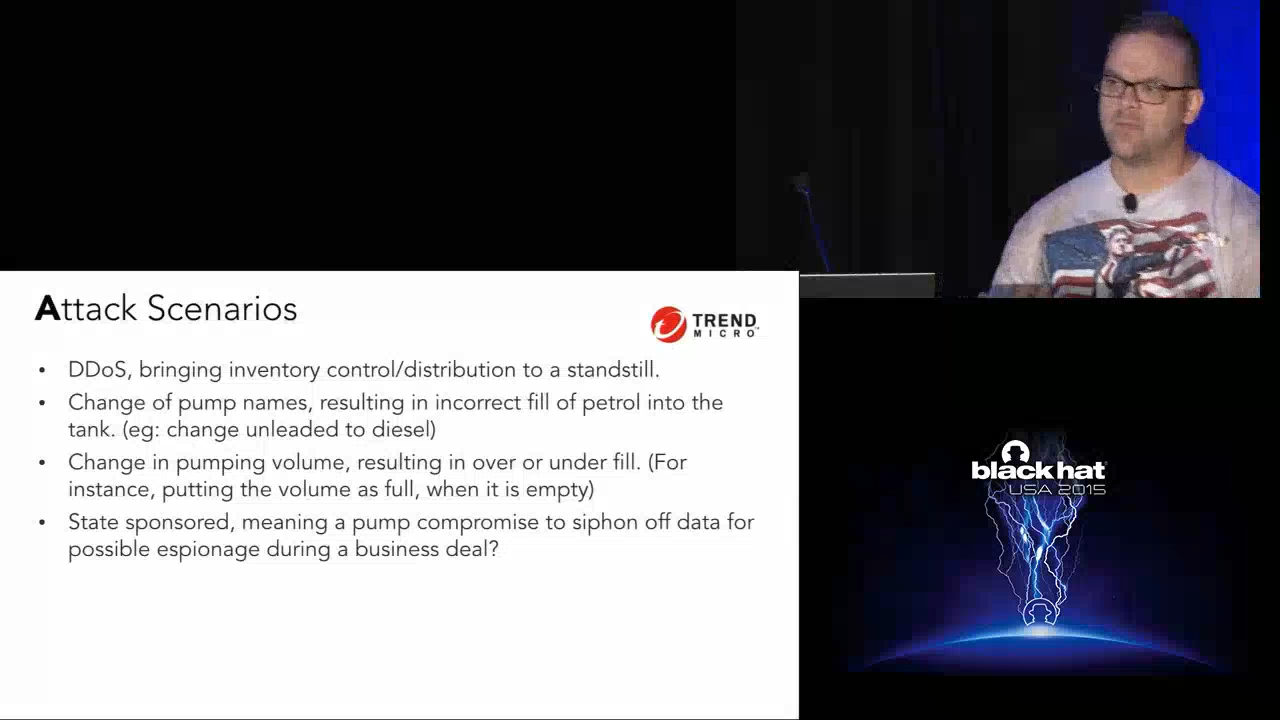 Attack Scenarios
TREND
MICRO
• DDoS, bringing inventory control/distribution to a standstill.
• Change of pump names, resulting in incorrect fill of petrol into the
tank. (eg: change unleaded to diesel)
• Change in pumping volume, resulting in over or under fill. (For
instance, putting the volume as full, when it is empty)
• State sponsored, meaning a pump compromise to siphon off data for
possible espionage during a business deal?
black hat
USA 2015